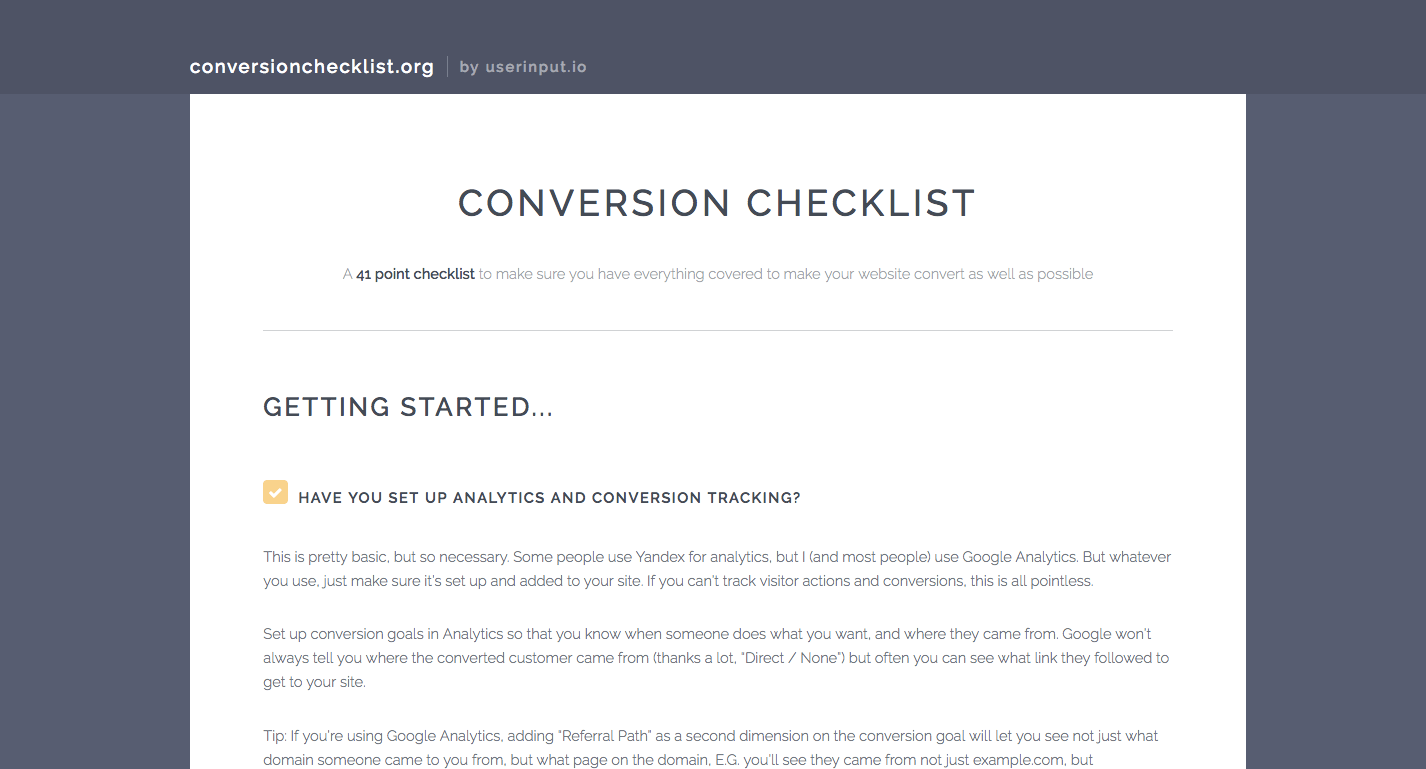 conversionchecklist.org by userinput.io
CONVERSION CHECKLIST
A 41 point checklist to make sure you have everything covered to make your website convert as well as possible
GETTING STARTED...
HAVE YOU SET UP ANALYTICS AND CONVERSION TRACKING?
This is pretty basic, but so necessary. Some people use Yandex for analytics, but I (and most people) use Google Analytics. But whatever
you use, just make sure it's set up and added to your site. If you can't track visitor actions and conversions, this is all pointless.
Set up conversion goals in Analytics so that you know when someone does what you want, and where they came from. Google won't
always tell you where the converted customer came from (thanks a lot, "Direct / None") but often you can see what link they followed to
get to your site.
Tip: If you're using Google Analytics, adding "Referral Path" as a second dimension on the conversion goal will let you see not just what
domain someone came to you from, but what page on the domain, E.G. you'll see they came from not just example.com, but